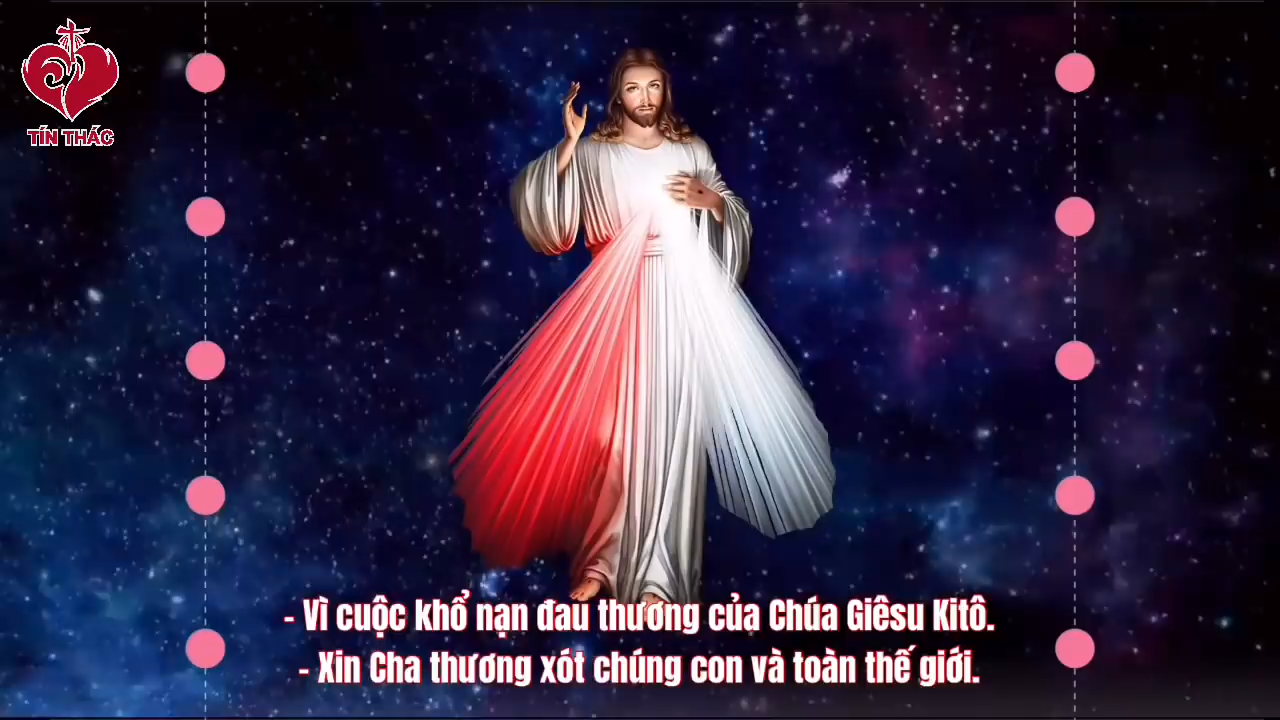 TÍN THÁC
- Vì cuộc khổ nạn đau thương của Chúa Giêsu Kitô.
- Xin Cha thương xót chúng con và toàn thế giới.